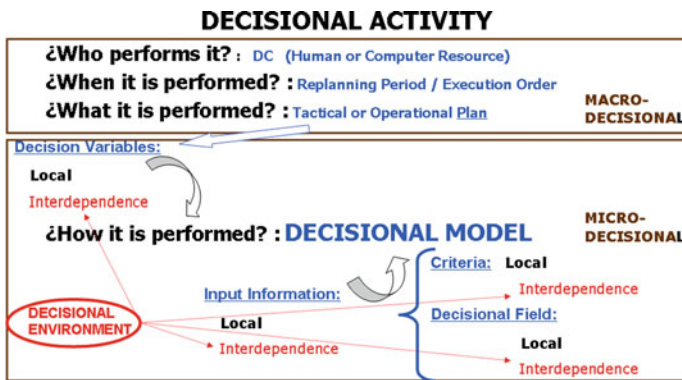 DECISIONAL ACTIVITY
¿Who performs it? : DC (Human or Computer Resource)
¿When it is performed? : Replanning Period / Execution Order
¿What it is performed? : Tactical or Operational Plan
MACRO-
DECISIONAL
Decision Variables:
Local
Interdependence
¿How it is performed? : DECISIONAL MODEL
MICRO-
DECISIONAL
Criteria: Local
Interdependence
Input Information:
Local
Interdependence
Decisional Field:
Local
Interdependence
DECISIONAL
ENVIRONMENT